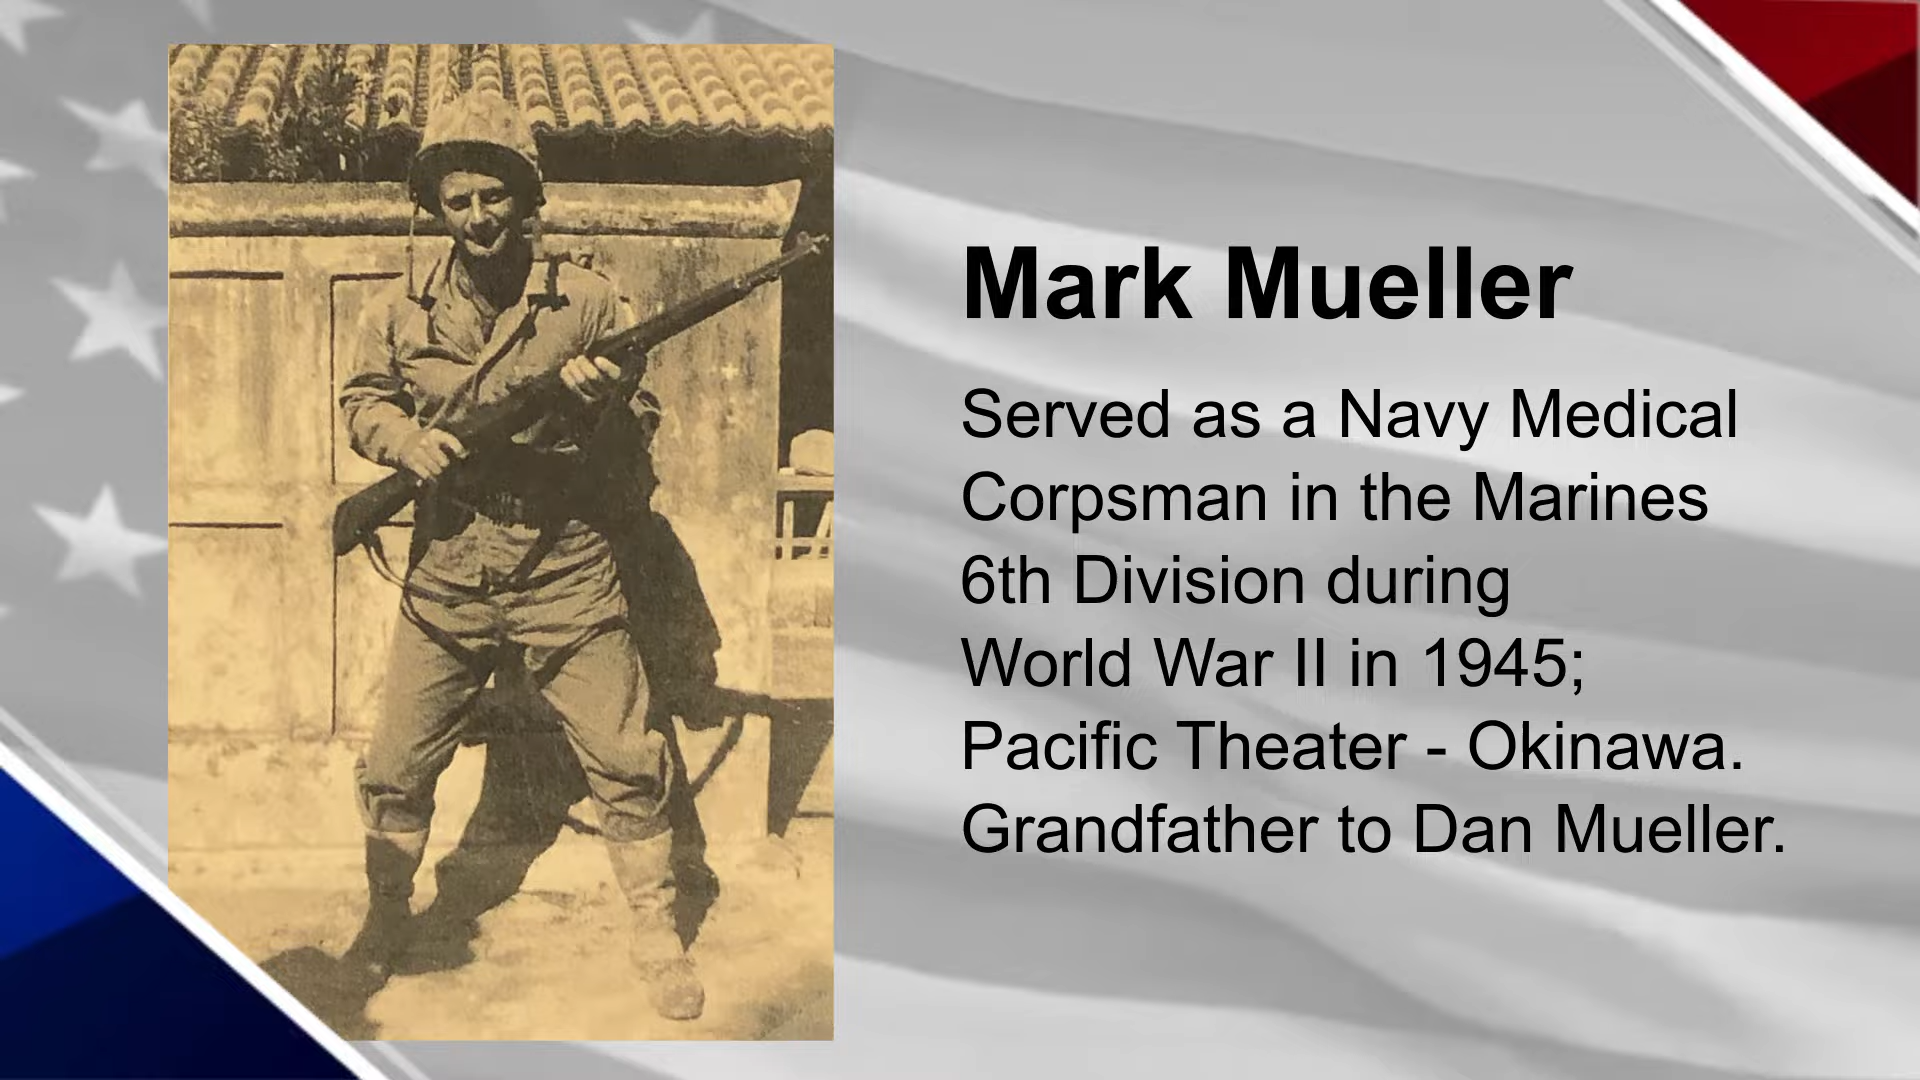 Mark Mueller
Served as a Navy Medical
Corpsman in the Marines
6th Division during
World War II in 1945;
Pacific Theater - Okinawa.
Grandfather to Dan Mueller.